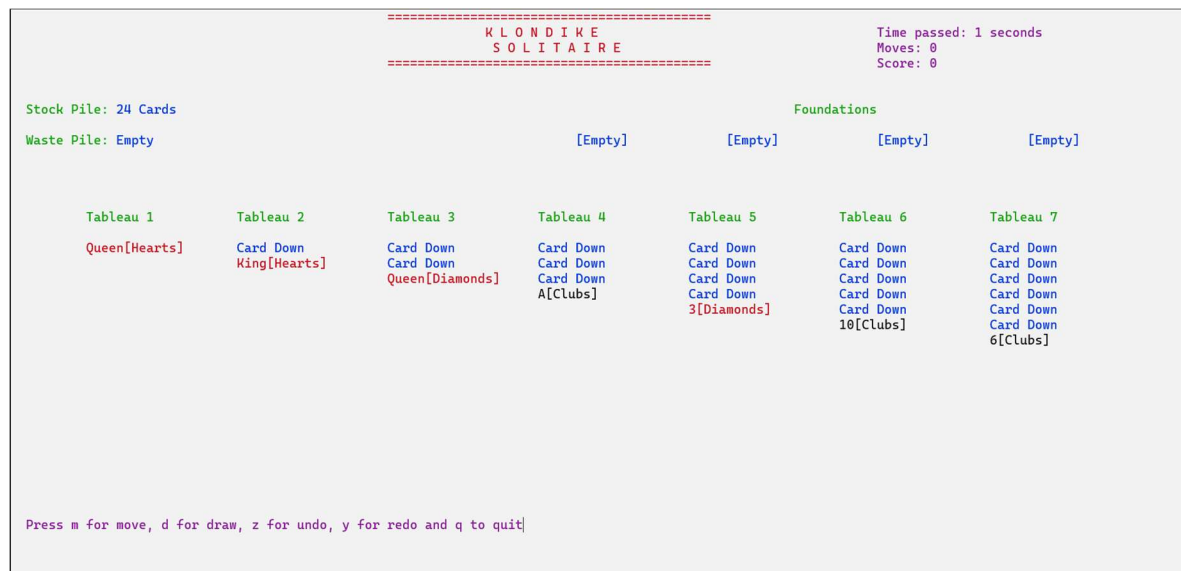 ===========================================
K L O N D I K E
S O L I T A I R E
===========================================
Time passed: 1 seconds
Moves: 0
Score: 0
Stock Pile: 24 Cards
Foundations
Waste Pile: Empty [Empty] [Empty] [Empty] [Empty]
Tableau 1 Tableau 2 Tableau 3 Tableau 4 Tableau 5 Tableau 6 Tableau 7
Queen[Hearts] Card Down Card Down Card Down Card Down Card Down Card Down
King[Hearts] Card Down Card Down Card Down Card Down Card Down
Queen[Diamonds] Card Down Card Down Card Down Card Down
A[Clubs] Card Down Card Down Card Down
3[Diamonds] Card Down Card Down
10[Clubs] Card Down
6[Clubs]
Press m for move, d for draw, z for undo, y for redo and q to quit